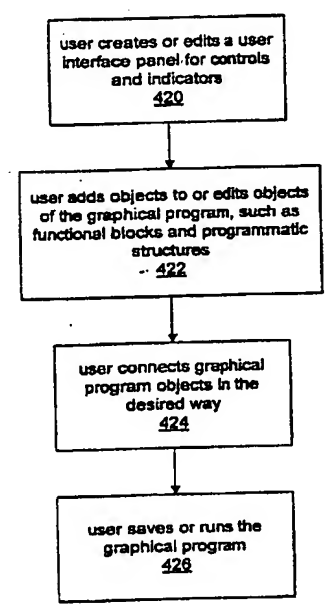 user creates or edits a user
interface panel for controls
and indicators
420
user adds objects to or edits objects
of the graphical program, such as
functional blocks and programmatic
structures
422
user connects graphical
program objects in the
desired way
424
user saves or runs the
graphical program
426